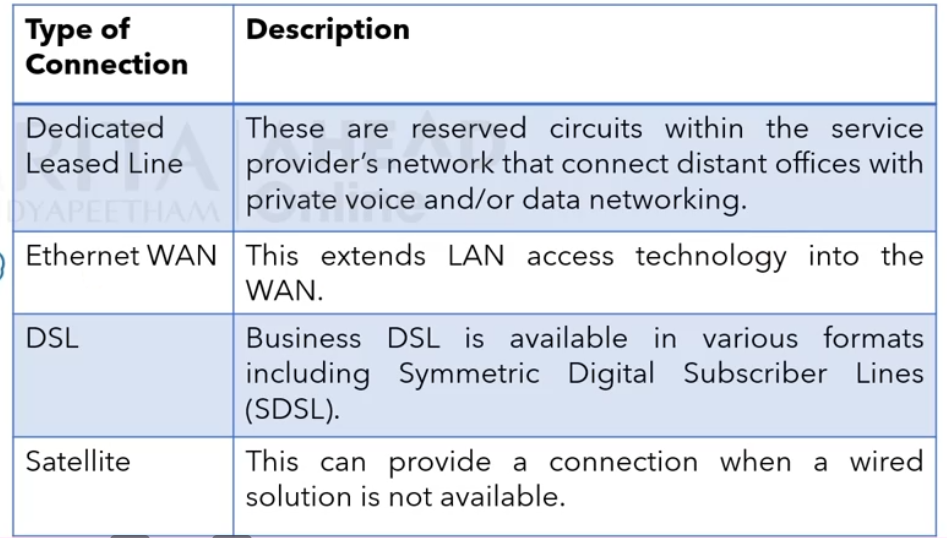 Type of
Connection
Description
Dedicated
Leased Line
These are reserved circuits within the service
provider's network that connect distant offices with
private voice and/or data networking.
Ethernet WAN
This extends LAN access technology into the
WAN.
DSL
Business DSL is available in various formats
including Symmetric Digital Subscriber Lines
(SDSL).
Satellite
This can provide a connection when a wired
solution is not available.
RITA
AHEAD
DYAPEETHAM
Online